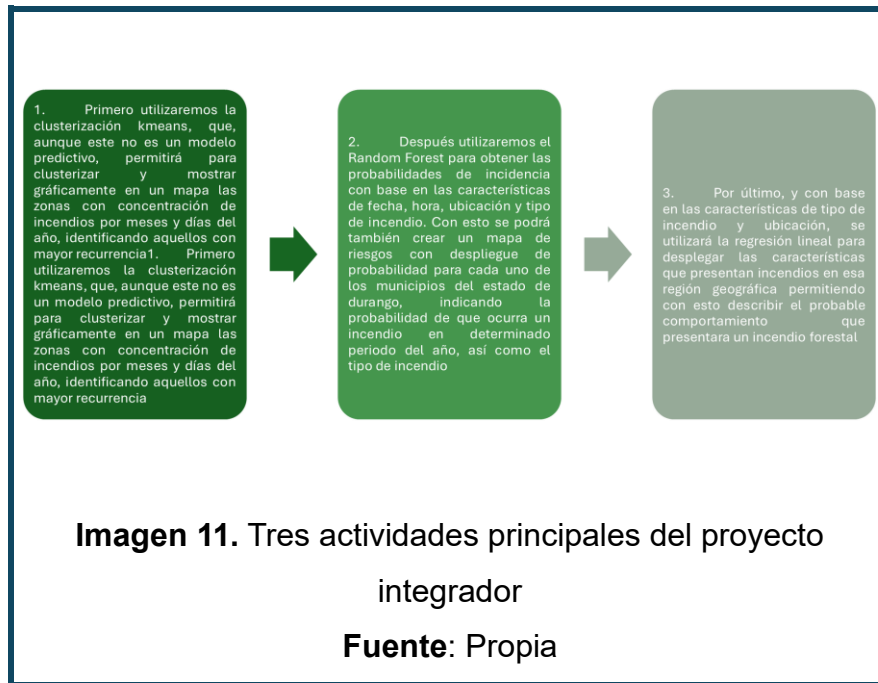 1. Primero utilizaremos la
clusterización kmeans, que,
aunque este no es un modelo
predictivo, permitirá para
clusterizar y mostrar
gráficamente en un mapa las
zonas con concentración de
incendios por meses y días del
año, identificando aquellos con
mayor recurrencia1. Primero
utilizaremos la clusterización
kmeans, que, aunque este no es
un modelo predictivo, permitirá
para clusterizar y mostrar
gráficamente en un mapa las
zonas con concentración de
incendios por meses y días del
año, identificando aquellos con
mayor recurrencia
2. Después utilizaremos el
Random Forest para obtener las
probabilidades de incidencia
con base en las características
de fecha, hora, ubicación y tipo
de incendio. Con esto se podrá
también crear un mapa de
riesgos con despliegue de
probabilidad para cada uno de
los municipios del estado de
durango, indicando la
probabilidad de que ocurra un
incendio en determinado
periodo del año, así como el
tipo de incendio
3. Por último, y con base
en las características de tipo de
incendio y ubicación, se
utilizará la regresión lineal para
desplegar las características
que presentan incendios en esa
región geográfica permitiendo
con esto describir el probable
comportamiento que
presentara un incendio forestal
Imagen 11. Tres actividades principales del proyecto
integrador
Fuente: Propia